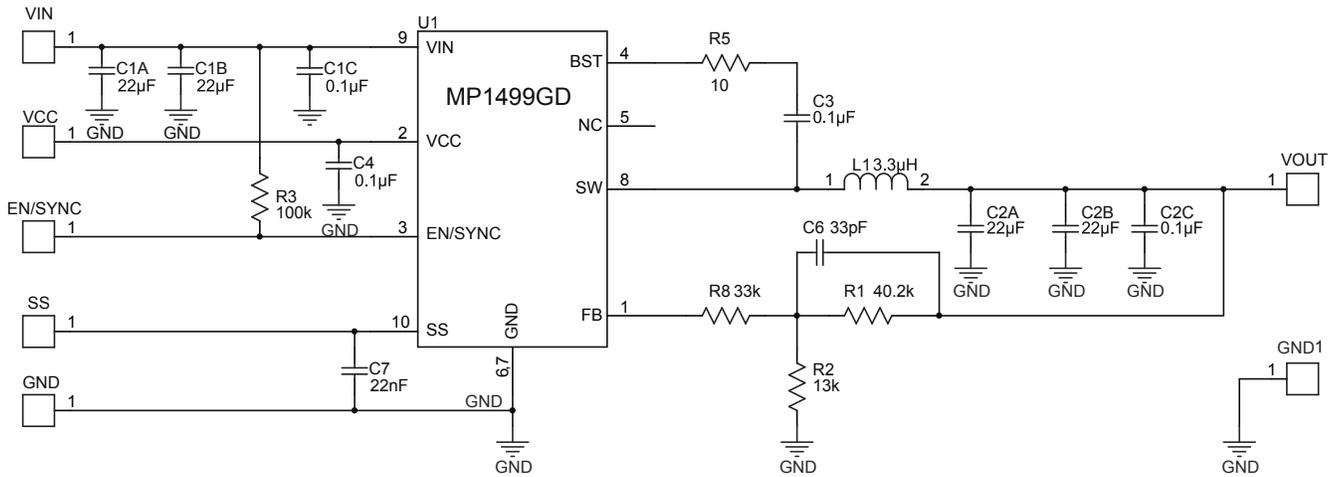 VIN
1
C1A
22µF
GND
C1B
22µF
GND
C1C
0.1µF
9
U1
VIN
MP1499GD
VCC
1
2
VCC
C4
0.1µF
GND
R3
100k
EN/SYNC
1
3
EN/SYNC
SS
1
10
SS
C7
22nF
GND
1
GND
GND
6,7
GND
BST
4
R5
10
C3
0.1µF
NC
5
SW
8
1
L1 3.3µH
2
C2A
22µF
GND
C2B
22µF
GND
C2C
0.1µF
GND
1
VOUT
C6 33pF
FB
1
R8 33k
R1 40.2k
R2
13k
GND
GND1
1
GND